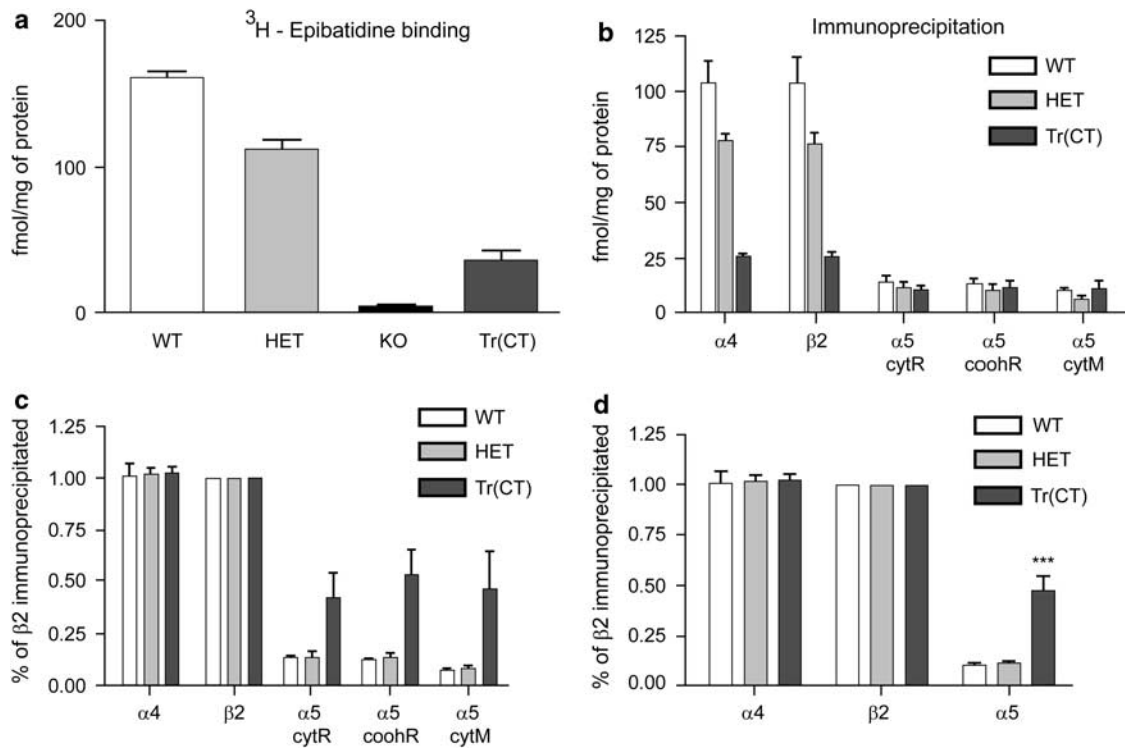 a
³H - Epibatidine binding
fmol/mg of protein
200
100
0
WT HET KO Tr(CT)
b
Immunoprecipitation
fmol/mg of protein
125
100
75
50
25
0
WT
HET
Tr(CT)
α4 β2 α5 α5 α5
cytR coohR cytM
c
% of β2 immunoprecipitated
1.25
1.00
0.75
0.50
0.25
0.00
WT
HET
Tr(CT)
α4 β2 α5 α5 α5
cytR coohR cytM
d
% of β2 immunoprecipitated
1.25
1.00
0.75
0.50
0.25
0.00
WT
HET
Tr(CT)
***
α4 β2 α5